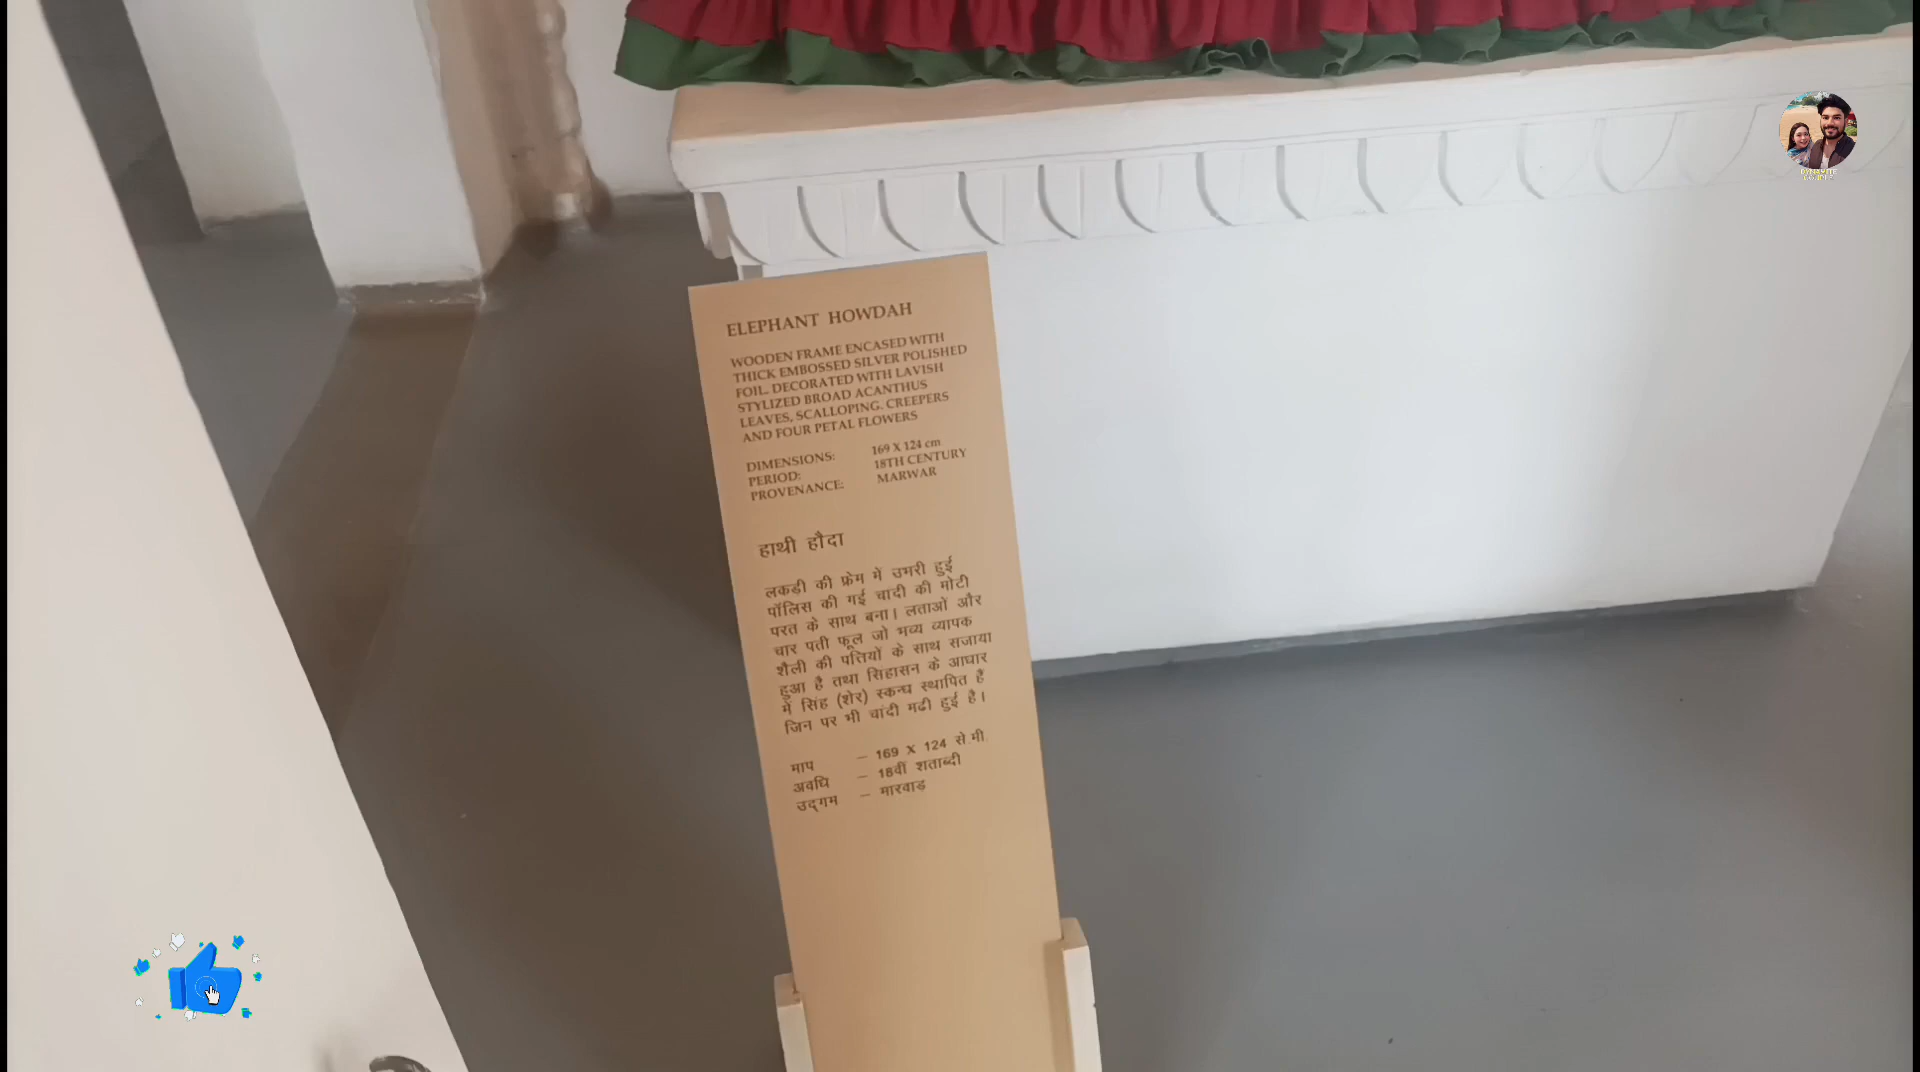 ELEPHANT HOWDAH
WOODEN FRAME ENCASED WITH
THICK EMBOSSED SILVER POLISHED
FOIL. DECORATED WITH LAVISH
STYLIZED BROAD ACANTHUS
LEAVES, SCALLOPING, CREEPERS
AND FOUR PETAL FLOWERS
DIMENSIONS: 169 X 124 cm
PERIOD: 18TH CENTURY
PROVENANCE: MARWAR
हाथी हौदा
लकडी की फ्रेम में उभरी हुई
पॉलिस की गई चांदी की मोटी
परत के साथ बना। लताओं और
चार पती फूल जो भव्य व्यापक
शैली की पत्तियों के साथ सजाया
हुआ है तथा सिंहासन के आधार
में सिंह (शेर) स्कन्ध स्थापित हैं
जिन पर भी चांदी मढी हुई है।
माप – 169 X 124 से.मी.
अवधि – 18वीं शताब्दी
उद्गम – मारवाड़
DYNAMITE